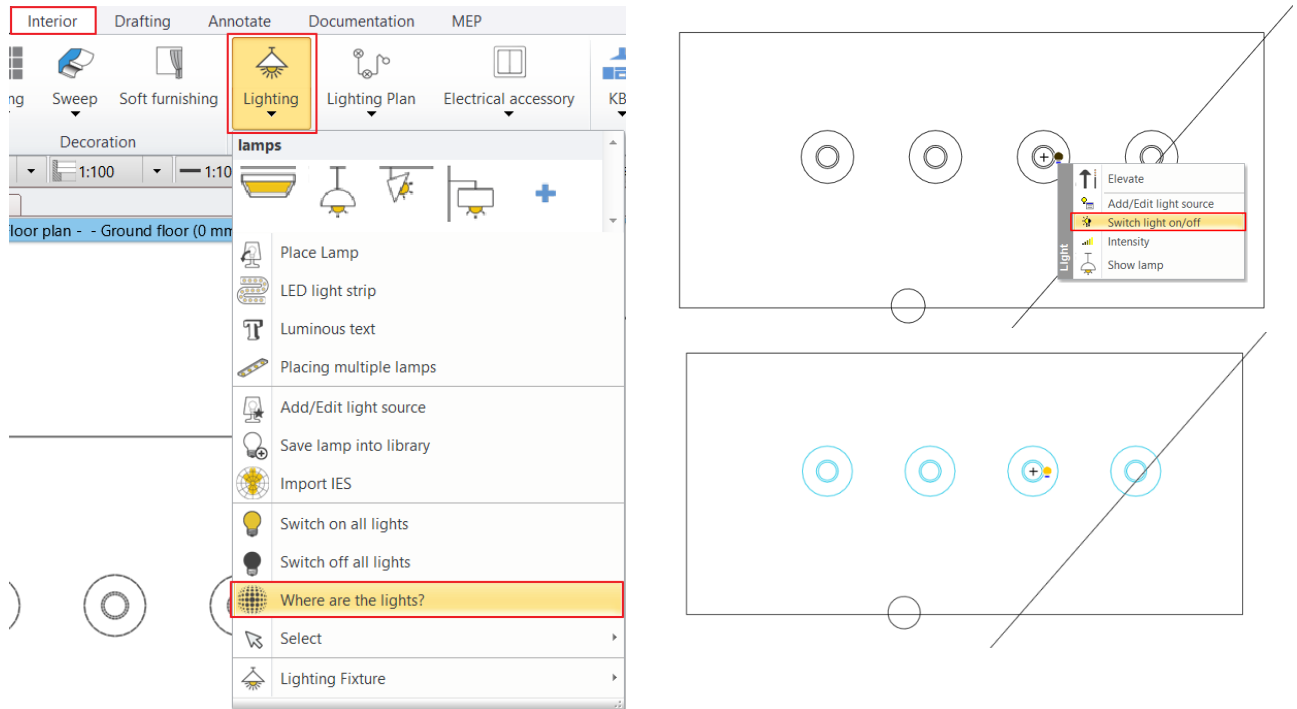 Interior Drafting Annotate Documentation MEP
ng Sweep Soft furnishing Lighting Lighting Plan Electrical accessory KB
Decoration
1:100 1:10
loor plan - - Ground floor (0 mm
lamps
Place Lamp
LED light strip
Luminous text
Placing multiple lamps
Add/Edit light source
Save lamp into library
Import IES
Switch on all lights
Switch off all lights
Where are the lights?
Select
Lighting Fixture
Light
Elevate
Add/Edit light source
Switch light on/off
Intensity
Show lamp